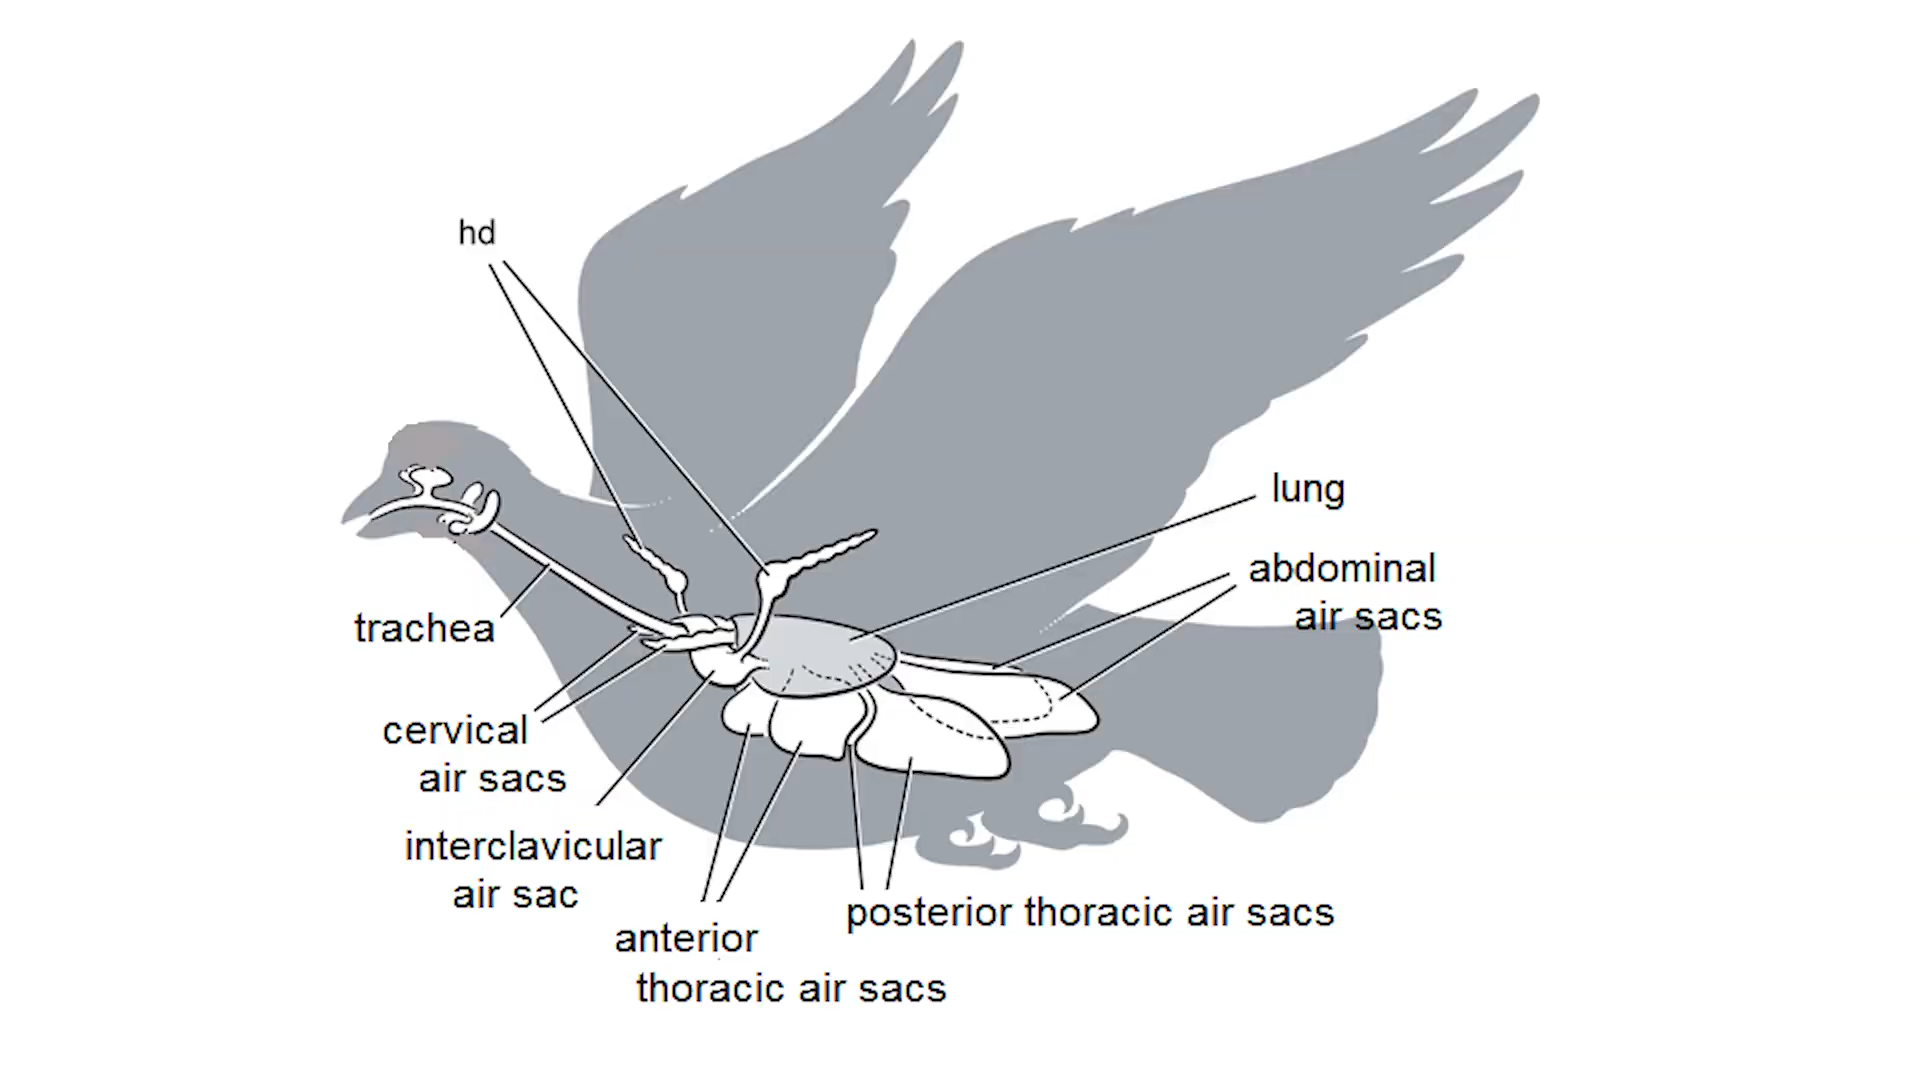 hd
lung
abdominal
air sacs
trachea
cervical
air sacs
interclavicular
air sac
posterior thoracic air sacs
anterior
thoracic air sacs